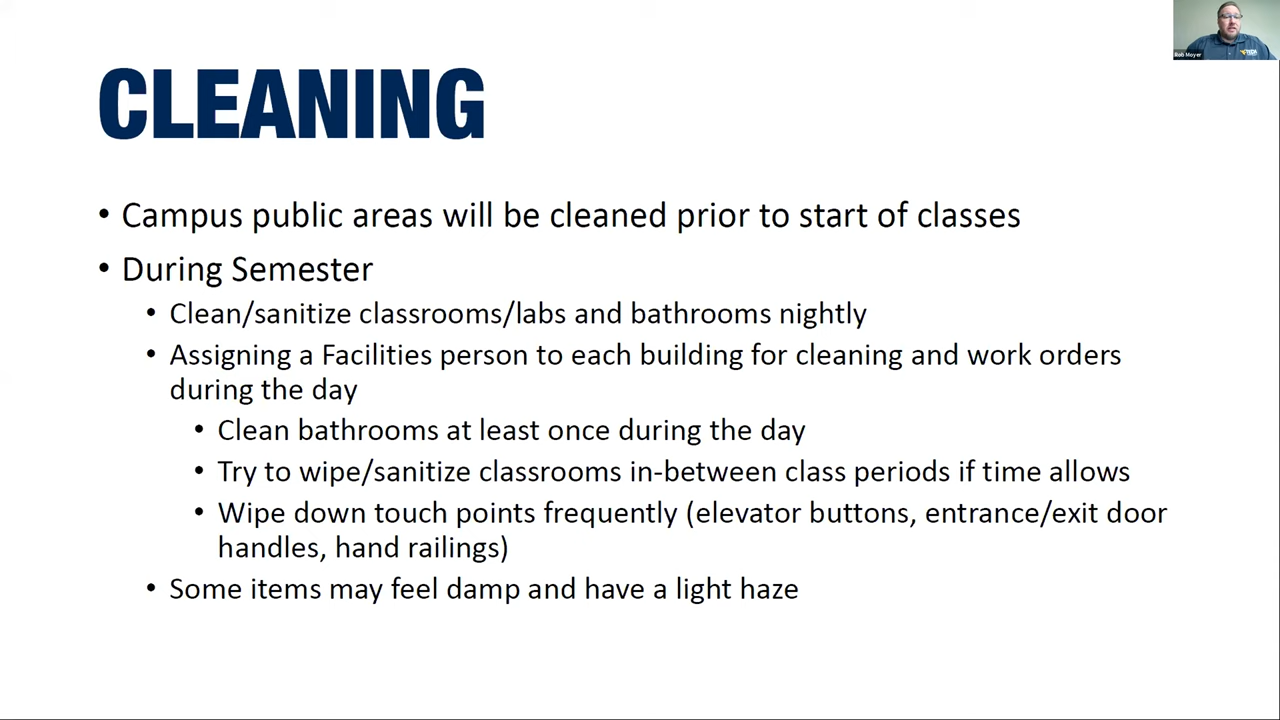 CLEANING
• Campus public areas will be cleaned prior to start of classes
• During Semester
• Clean/sanitize classrooms/labs and bathrooms nightly
• Assigning a Facilities person to each building for cleaning and work orders
during the day
• Clean bathrooms at least once during the day
• Try to wipe/sanitize classrooms in-between class periods if time allows
• Wipe down touch points frequently (elevator buttons, entrance/exit door
handles, hand railings)
• Some items may feel damp and have a light haze
Rob Moyer